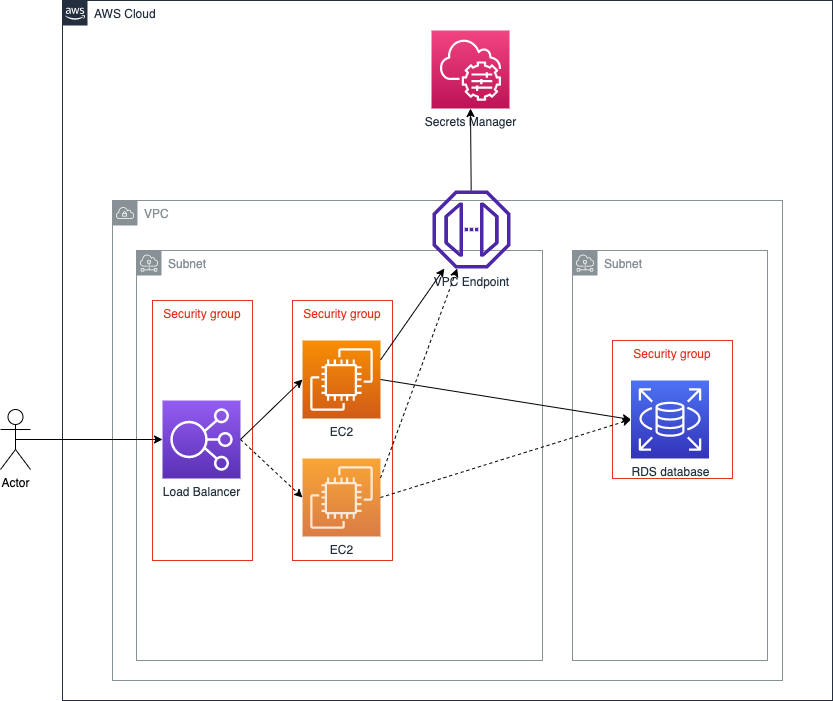 aws
AWS Cloud
Secrets Manager
VPC
VPC Endpoint
Subnet
Subnet
Security group
Security group
Security group
EC2
Load Balancer
EC2
RDS database
Actor